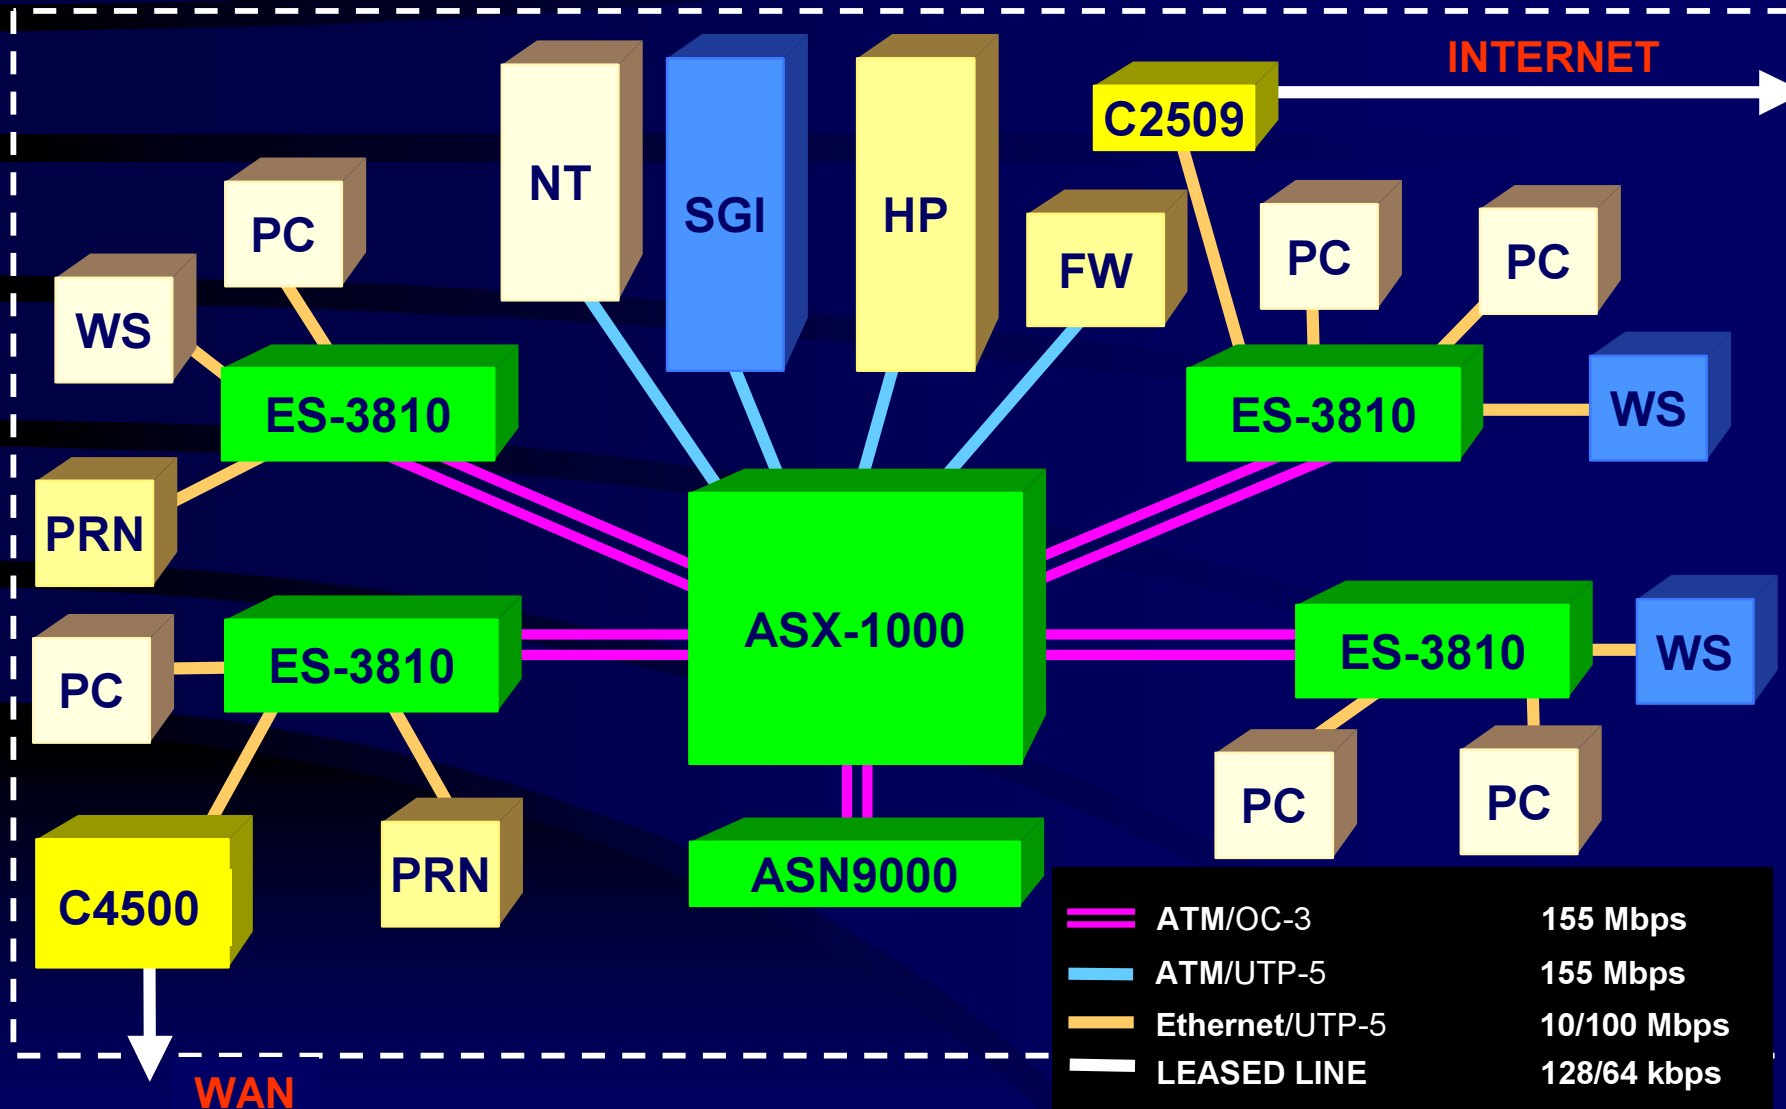 INTERNET
C2509
NT
SGI
HP
FW
PC
PC
PC
WS
ES-3810
ES-3810
WS
PRN
ASX-1000
ES-3810
ES-3810
WS
PC
PC
PC
C4500
PRN
ASN9000
ATM/OC-3 155 Mbps
ATM/UTP-5 155 Mbps
Ethernet/UTP-5 10/100 Mbps
LEASED LINE 128/64 kbps
WAN